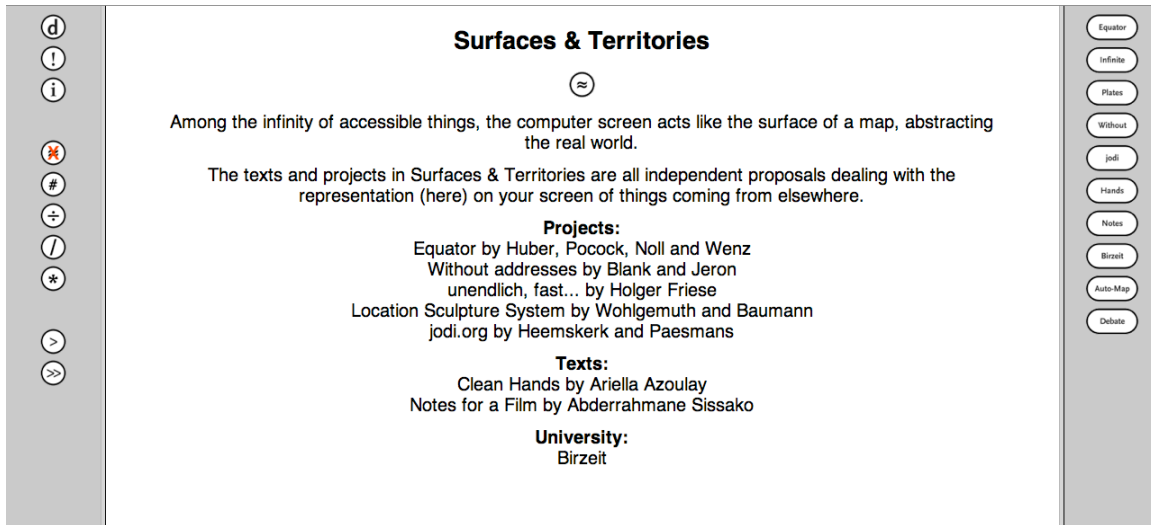 d
!
i
#
÷
/
*
>
>>
Surfaces & Territories
≈
Among the infinity of accessible things, the computer screen acts like the surface of a map, abstracting
the real world.
The texts and projects in Surfaces & Territories are all independent proposals dealing with the
representation (here) on your screen of things coming from elsewhere.
Projects:
Equator by Huber, Pocock, Noll and Wenz
Without addresses by Blank and Jeron
unendlich, fast... by Holger Friese
Location Sculpture System by Wohlgemuth and Baumann
jodi.org by Heemskerk and Paesmans
Texts:
Clean Hands by Ariella Azoulay
Notes for a Film by Abderrahmane Sissako
University:
Birzeit
Equator
Infinite
Plates
Without
jodi
Hands
Notes
Birzeit
Auto-Map
Debate